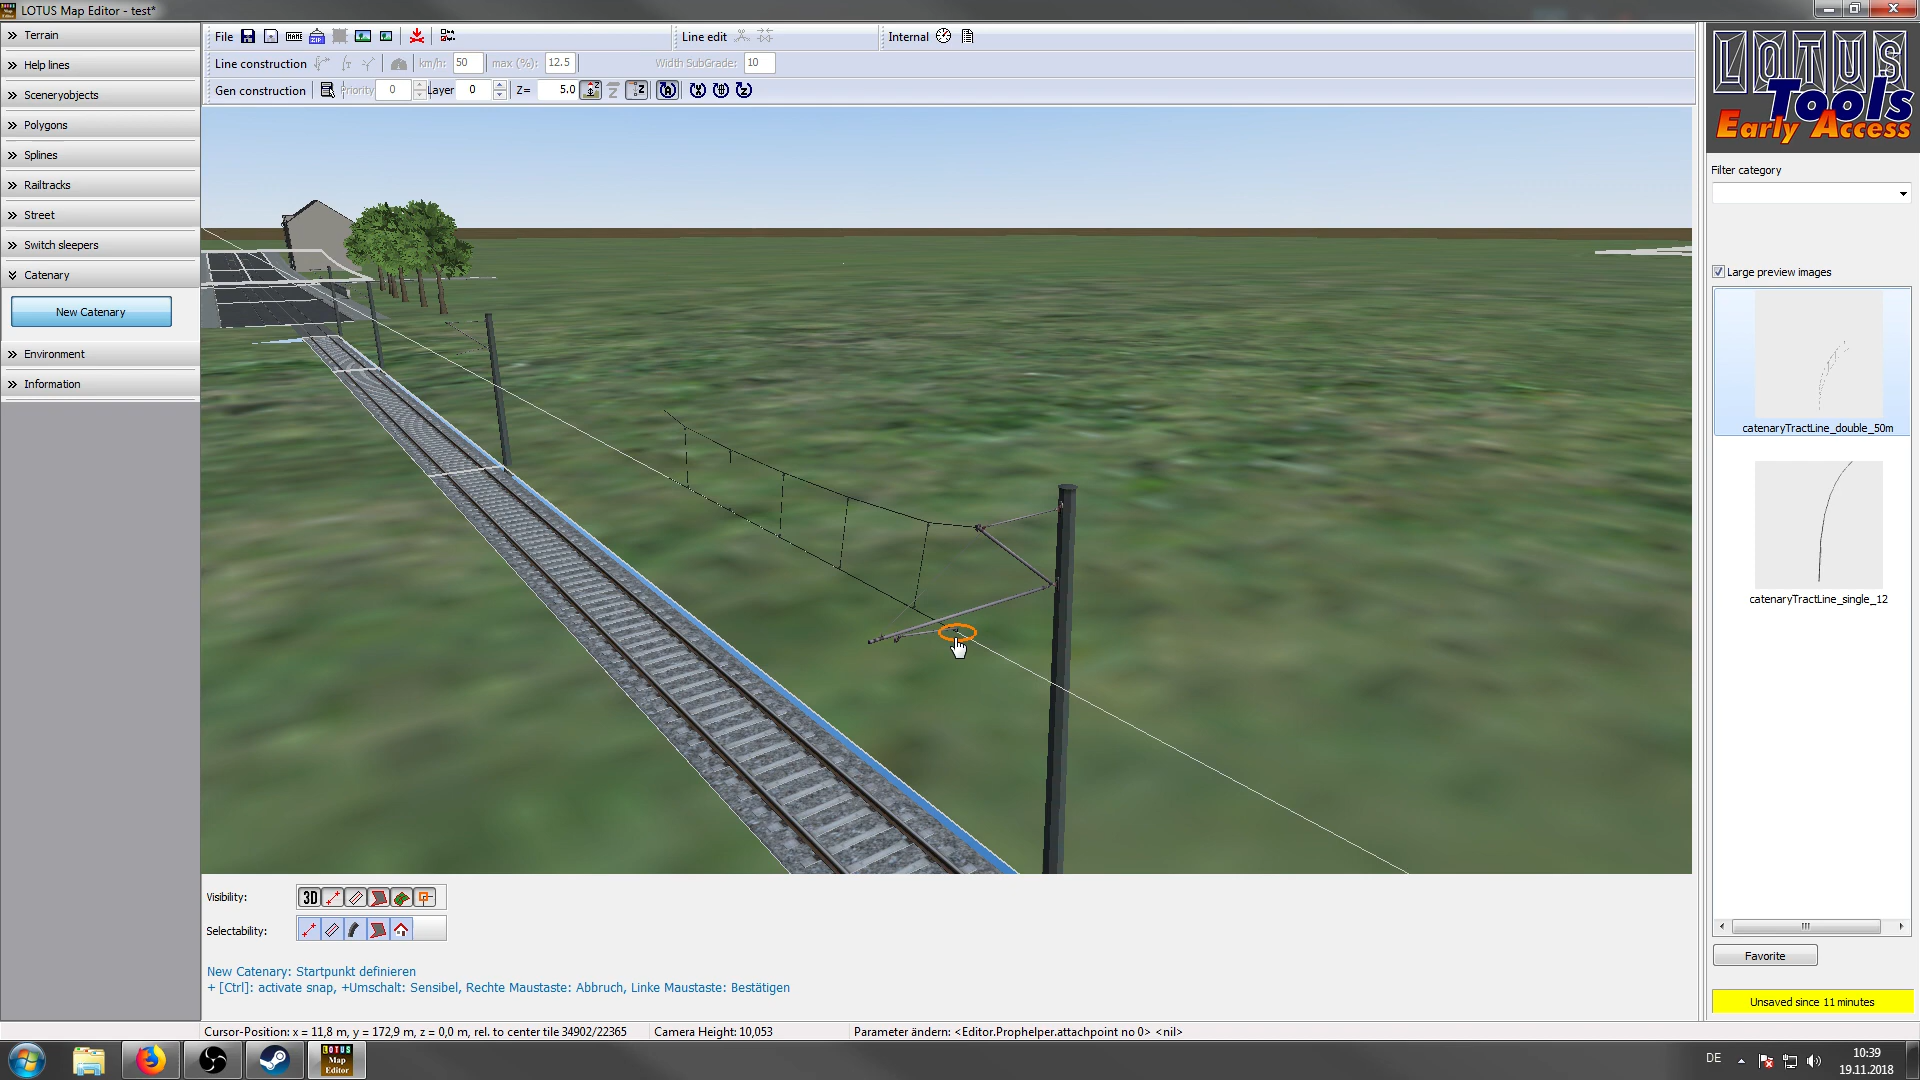 LOTUS Map Editor - test*
Terrain
Help lines
Sceneryobjects
Polygons
Splines
Railtracks
Street
Switch sleepers
Catenary
New Catenary
Environment
Information
File
Line edit
Internal
Line construction
km/h: 50
max (%): 12.5
Width SubGrade: 10
Gen construction
Priority 0
Layer 0
Z= 5.0
LOTUS
Tools
Early Access
Filter category
Large preview images
catenaryTractLine_double_50m
catenaryTractLine_single_12
Favorite
Unsaved since 11 minutes
Visibility:
3D
Selectability:
New Catenary: Startpunkt definieren
+ [Ctrl]: activate snap, +Umschalt: Sensibel, Rechte Maustaste: Abbruch, Linke Maustaste: Bestätigen
Cursor-Position: x = 11,8 m, y = 172,9 m, z = 0,0 m, rel. to center tile 34902/22365
Camera Height: 10,053
Parameter ändern: <Editor.Prophelper.attachpoint no 0> <nil>
LOTUS
Map
Editor
DE
10:39
19.11.2018